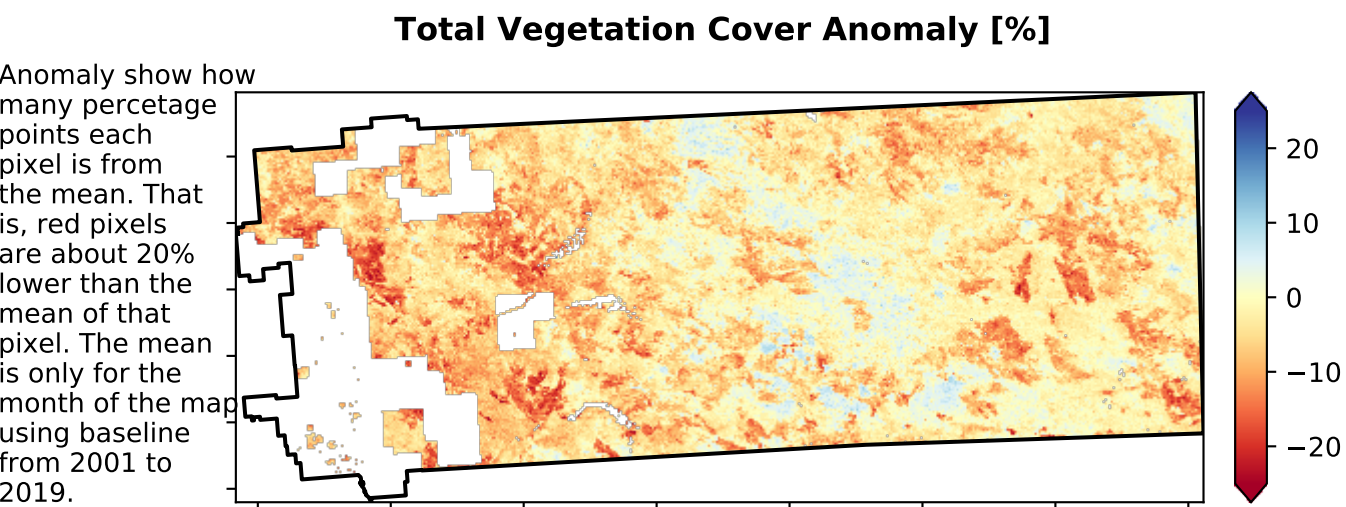 Total Vegetation Cover Anomaly [%]
Anomaly show how
many percetage
points each
pixel is from
the mean. That
is, red pixels
are about 20%
lower than the
mean of that
pixel. The mean
is only for the
month of the map
using baseline
from 2001 to
2019.
20
10
0
−10
−20